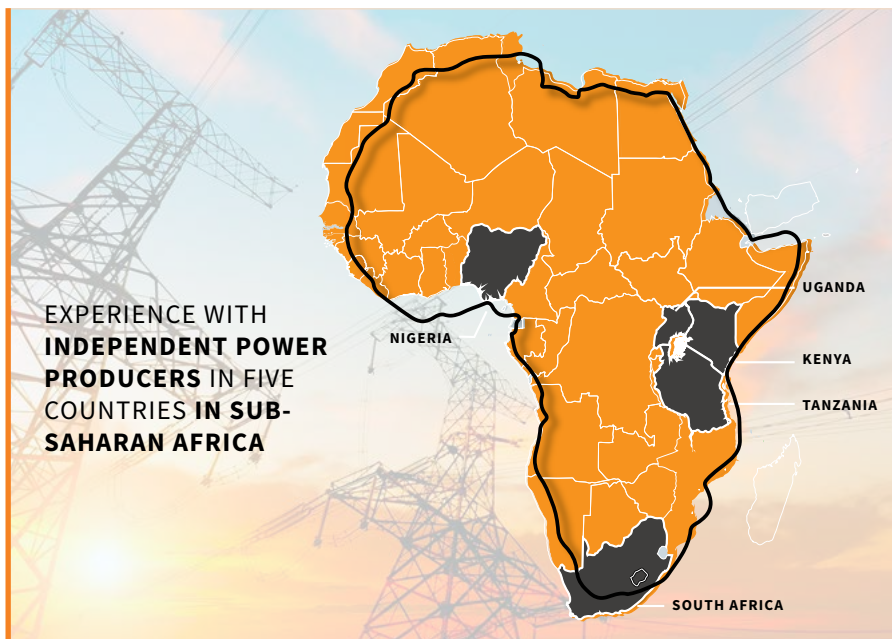 EXPERIENCE WITH
INDEPENDENT POWER
PRODUCERS IN FIVE
COUNTRIES IN SUB-
SAHARAN AFRICA
NIGERIA
UGANDA
KENYA
TANZANIA
SOUTH AFRICA